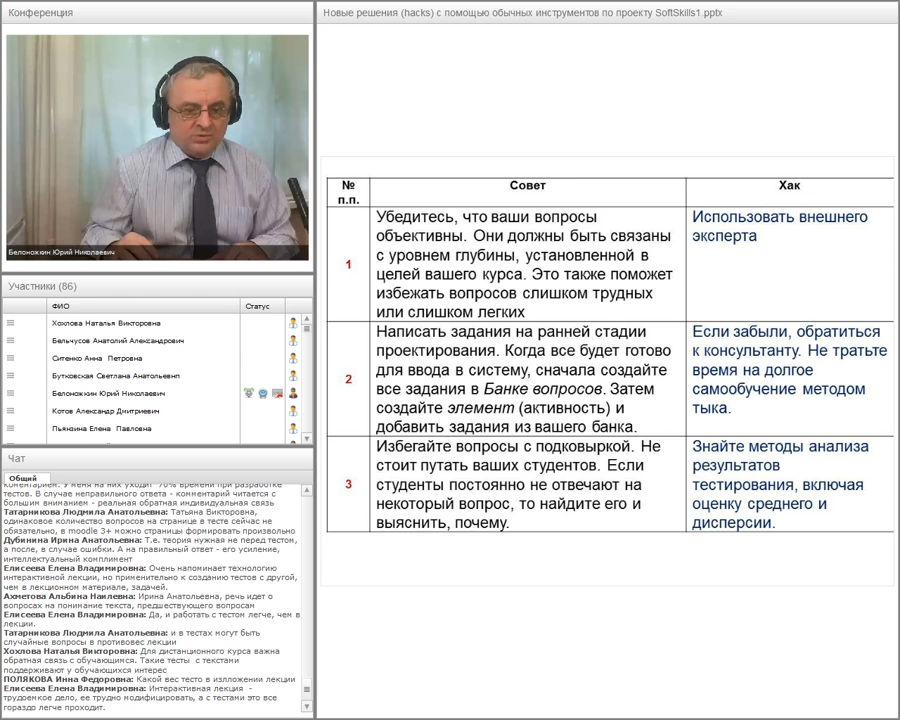 Конференция
Белоножкин Юрий Николаевич
Участники (86)
ФИО
Статус
Хохлова Наталья Викторовна
Бельчусов Анатолий Александрович
Ситенко Анна Петровна
Бутковская Светлана Анатольевнп
Белоножкин Юрий Николаевич
Котов Александр Дмитриевич
Пьянзина Елена Павловна
Чат
Общий
комментарием. У меня на них уходит 70% времени при разработке
тестов. В случае неправильного ответа - комментарий читается с
большим вниманием - реальная обратная индивидуальная связь
Татарникова Людмила Анатольевна: Татьяна Викторовна,
одинаковое количество вопросов на странице в тесте сейчас не
обязательно, в moodle 3+ можно страницы формировать произвольно
Дубинина Ирина Анатольевна: Т.е. теория нужная не перед тестом,
а после, в случае ошибки. А на правильный ответ - его усиление,
интеллектуальный комплимент
Елисеева Елена Владимировна: Очень напоминает технологию
интерактивной лекции, но применительно к созданию тестов с другой,
чем в лекционном материале, задачей.
Ахметова Альбина Наилевна: Ирина Анатольевна, речь идет о
вопросах на понимание текста, предшествующего вопросам
Елисеева Елена Владимировна: Да, и работать с тестом легче, чем в
лекции.
Татарникова Людмила Анатольевна: и в тестах могут быть
случайные вопросы в противовес лекции
Хохлова Наталья Викторовна: Для дистанционного курса важна
обратная связь с обучающимся. Такие тесты с текстами
поддерживают у обучающихся интерес
ПОЛЯКОВА Инна Федоровна: Какой вес тесто в излложении лекции
Елисеева Елена Владимировна: Интерактивная лекция -
трудоемкое дело, ее трудно модифицировать, а с тестами это все
гораздо легче проходит.
Новые решения (hacks) с помощью обычных инструментов по проекту SoftSkills1.pptx
№ п.п.
Совет
Хак
1
Убедитесь, что ваши вопросы
объективны. Они должны быть связаны
с уровнем глубины, установленной в
целей вашего курса. Это также поможет
избежать вопросов слишком трудных
или слишком легких
Использовать внешнего
эксперта
2
Написать задания на ранней стадии
проектирования. Когда все будет готово
для ввода в систему, сначала создайте
все задания в Банке вопросов. Затем
создайте элемент (активность) и
добавить задания из вашего банка.
Если забыли, обратиться
к консультанту. Не тратьте
время на долгое
самообучение методом
тыка.
3
Избегайте вопросы с подковыркой. Не
стоит путать ваших студентов. Если
студенты постоянно не отвечают на
некоторый вопрос, то найдите его и
выяснить, почему.
Знайте методы анализа
результатов
тестирования, включая
оценку среднего и
дисперсии.